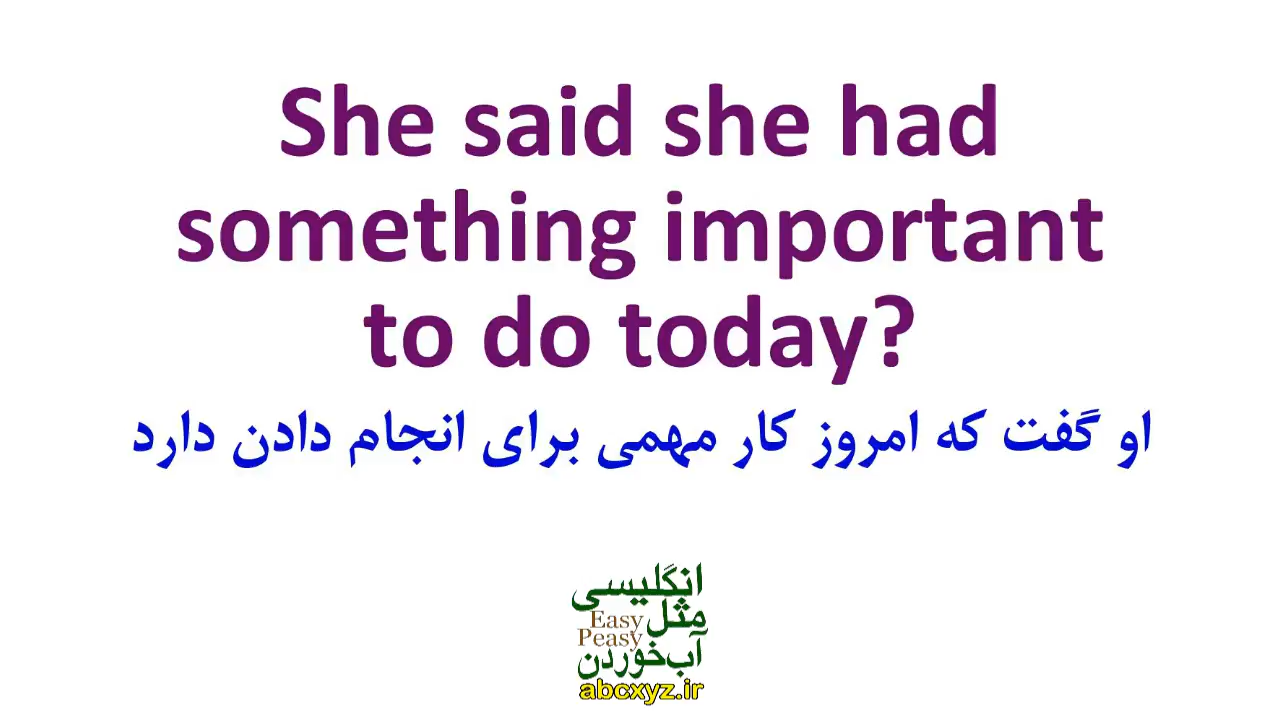 She said she had
something important
to do today?
او گفت که امروز کار مهمی برای انجام دادن دارد
انگلیسی
مثل
Easy
Peasy
آب‌خوردن
abcxyz.ir